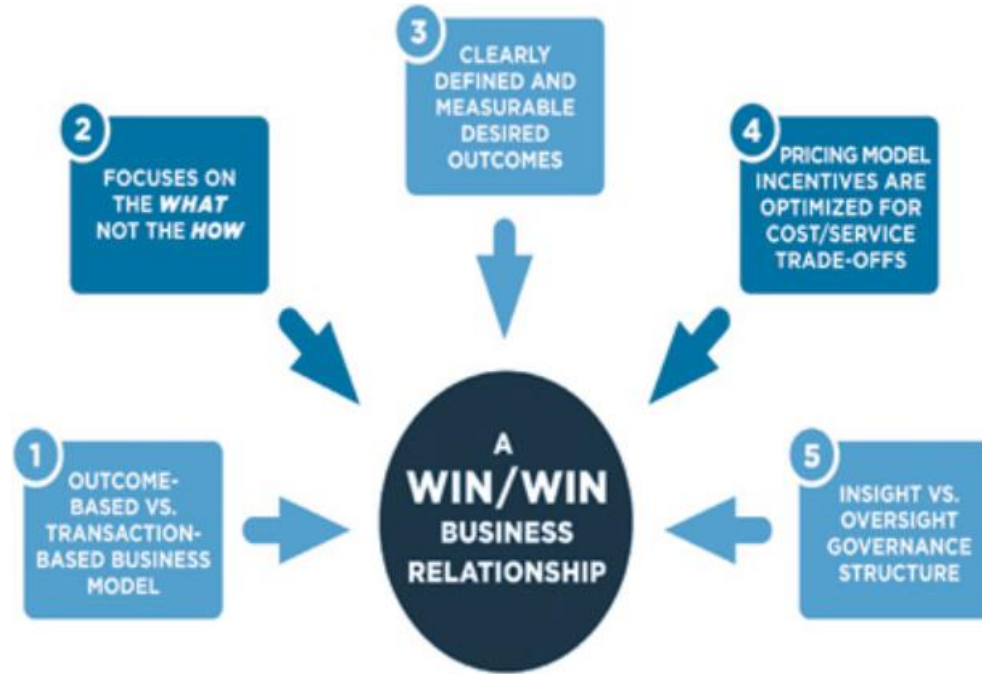 1
OUTCOME-
BASED VS.
TRANSACTION-
BASED BUSINESS
MODEL
2
FOCUSES ON
THE WHAT
NOT THE HOW
3
CLEARLY
DEFINED AND
MEASURABLE
DESIRED
OUTCOMES
4
PRICING MODEL
INCENTIVES ARE
OPTIMIZED FOR
COST/SERVICE
TRADE-OFFS
5
INSIGHT VS.
OVERSIGHT
GOVERNANCE
STRUCTURE
A
WIN/WIN
BUSINESS
RELATIONSHIP